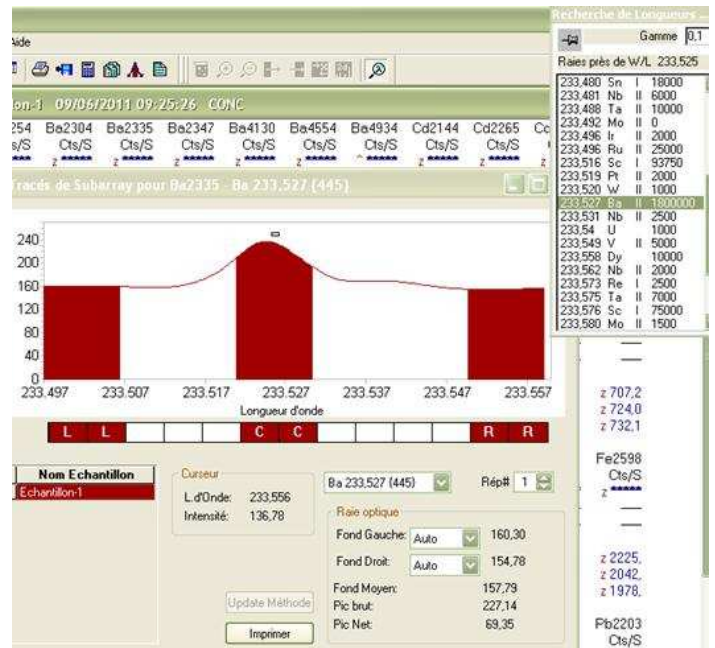 Recherche de Longueurs ...
Aide
Gamme 0,1
Raies près de W/L 233,525
on-1 09/06/2011 09:25:26 CONC
254 Ba2304 Ba2335 Ba2347 Ba4130 Ba4554 Ba4934 Cd2144 Cd2265
s/S Cts/S Cts/S Cts/S Cts/S Cts/S Cts/S Cts/S Cts/S
***** z ***** z ***** z ***** z ***** z ***** ^ ***** z ***** z ***** z
233,480 Sn I 18000
233,481 Nb II 6000
233,488 Ta II 10000
233,492 Mo II 0
233,496 Ir II 2000
233,496 Ru II 25000
233,516 Sc I 93750
233,519 Pt II 2000
233,520 W II 1000
233,527 Ba II 1800000
233,531 Nb II 2500
233,54 U 1000
233,549 V II 5000
233,558 Dy 10000
233,562 Nb II 2000
233,573 Re I 2500
233,575 Ta II 7000
233,576 Sc I 75000
233,580 Mo II 1500
Tracés de Subarray pour Ba2335 - Ba 233,527 (445)
240
200
160
120
80
40
0
233,497 233,507 233,517 233,527 233,537 233,547 233,557
Longueur d'onde
L L C C R R
z 707,2
z 724,0
z 732,1
Fe2598
Cts/S
z *****
z 2225,
z 2042,
z 1978,
Pb2203
Cts/S
Nom Echantillon
Echantillon-1
Curseur
L.d'Onde: 233,556
Intensité: 136,78
Update Méthode
Imprimer
Ba 233,527 (445) Rép# 1
Raie optique
Fond Gauche: Auto 160,30
Fond Droit: Auto 154,78
Fond Moyen: 157,79
Pic brut: 227,14
Pic Net: 69,35